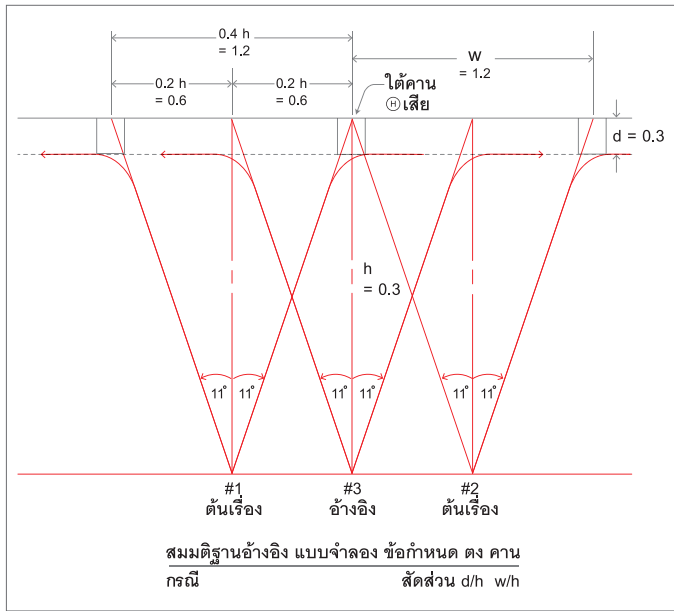 0.4 h
= 1.2
0.2 h
= 0.6
0.2 h
= 0.6
w
= 1.2
ใต้คาน
Ⓗ เสีย
d = 0.3
h
= 0.3
11° 11° 11° 11° 11° 11°
#1 #3 #2
ต้นเรื่อง อ้างอิง ต้นเรื่อง
สมมติฐานอ้างอิง แบบจำลอง ข้อกำหนด ตง คาน
กรณี สัดส่วน d/h w/h